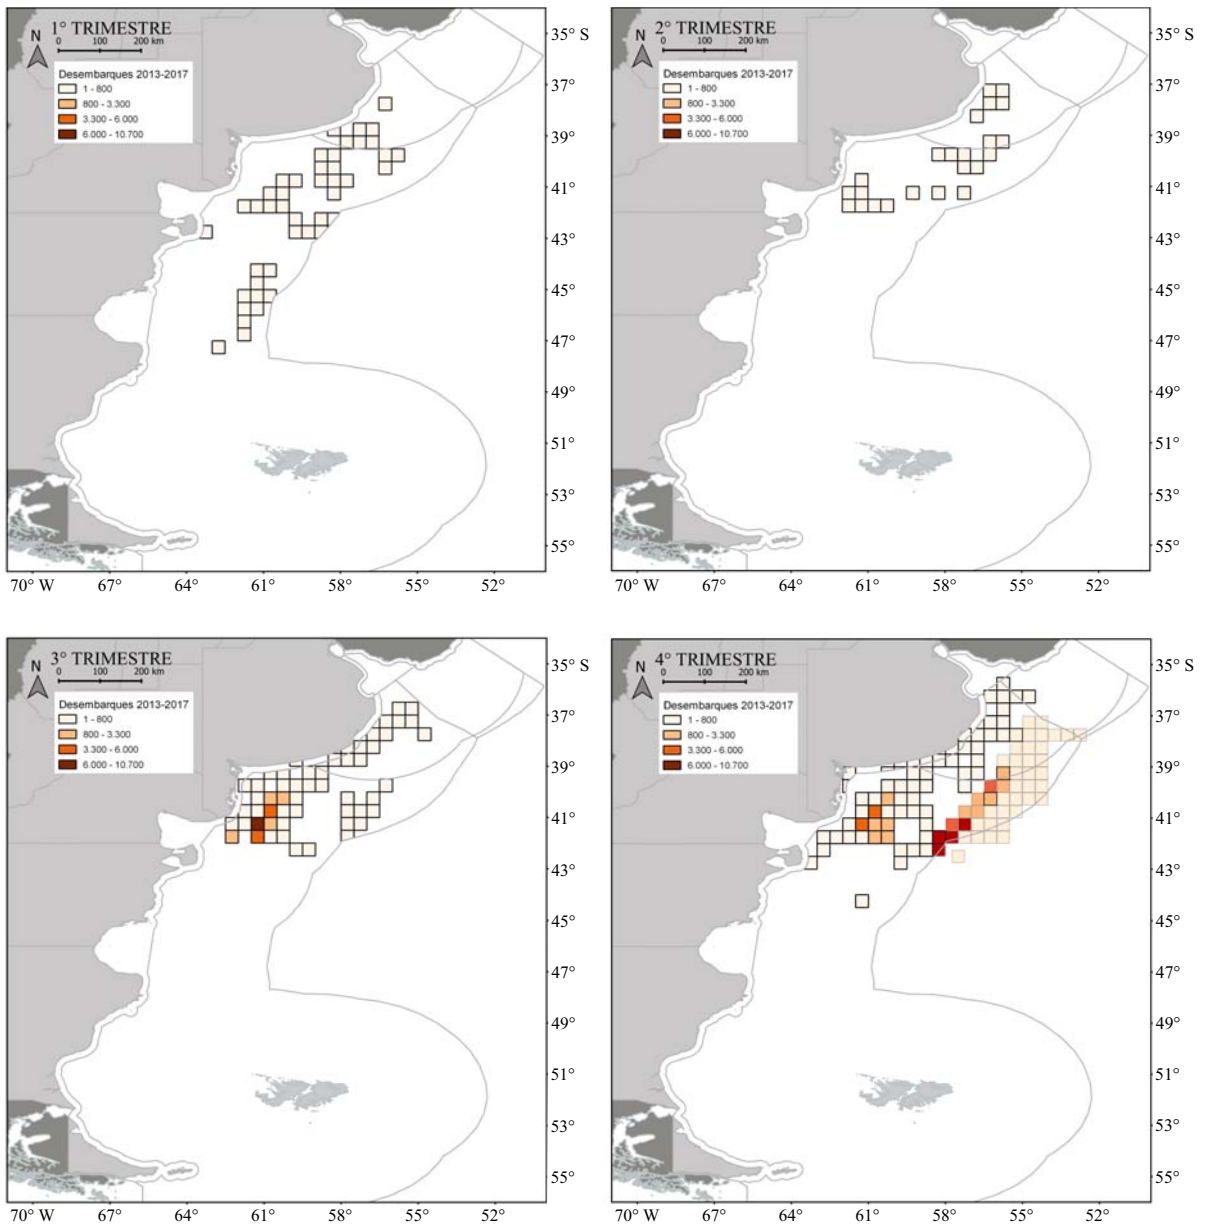 1° TRIMESTRE
N
0 100 200 km
Desembarques 2013-2017
1 - 800
800 - 3.300
3.300 - 6.000
6.000 - 10.700
35° S
37°
39°
41°
43°
45°
47°
49°
51°
53°
55°
70° W 67° 64° 61° 58° 55° 52°
2° TRIMESTRE
N
0 100 200 km
Desembarques 2013-2017
1 - 800
800 - 3.300
3.300 - 6.000
6.000 - 10.700
35° S
37°
39°
41°
43°
45°
47°
49°
51°
53°
55°
70° W 67° 64° 61° 58° 55° 52°
3° TRIMESTRE
N
0 100 200 km
Desembarques 2013-2017
1 - 800
800 - 3.300
3.300 - 6.000
6.000 - 10.700
35° S
37°
39°
41°
43°
45°
47°
49°
51°
53°
55°
70° W 67° 64° 61° 58° 55° 52°
4° TRIMESTRE
N
0 100 200 km
Desembarques 2013-2017
1 - 800
800 - 3.300
3.300 - 6.000
6.000 - 10.700
35° S
37°
39°
41°
43°
45°
47°
49°
51°
53°
55°
70° W 67° 64° 61° 58° 55° 52°